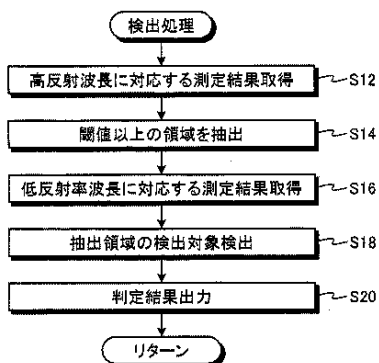 検出処理
高反射波長に対応する測定結果取得 S12
閾値以上の領域を抽出 S14
低反射率波長に対応する測定結果取得 S16
抽出領域の検出対象検出 S18
判定結果出力 S20
リターン